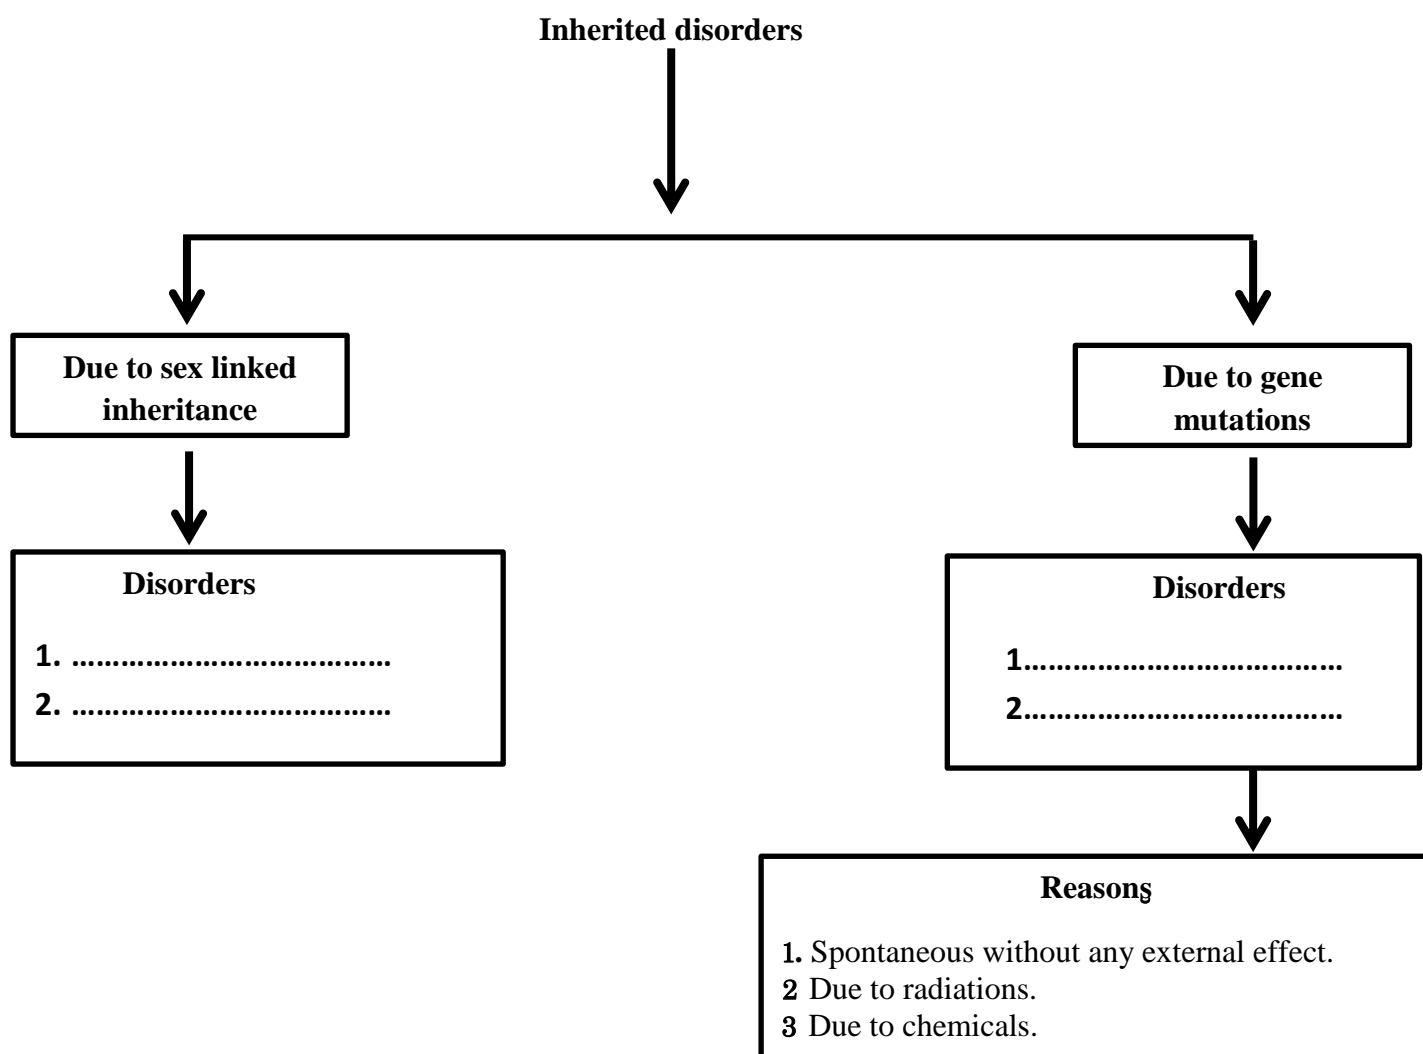 Inherited disorders
Due to sex linked
inheritance
Due to gene
mutations
Disorders
1. ……………………………………
2. ……………………………………
Disorders
1……………………………………
2……………………………………
Reasons
1. Spontaneous without any external effect.
2 Due to radiations.
3 Due to chemicals.